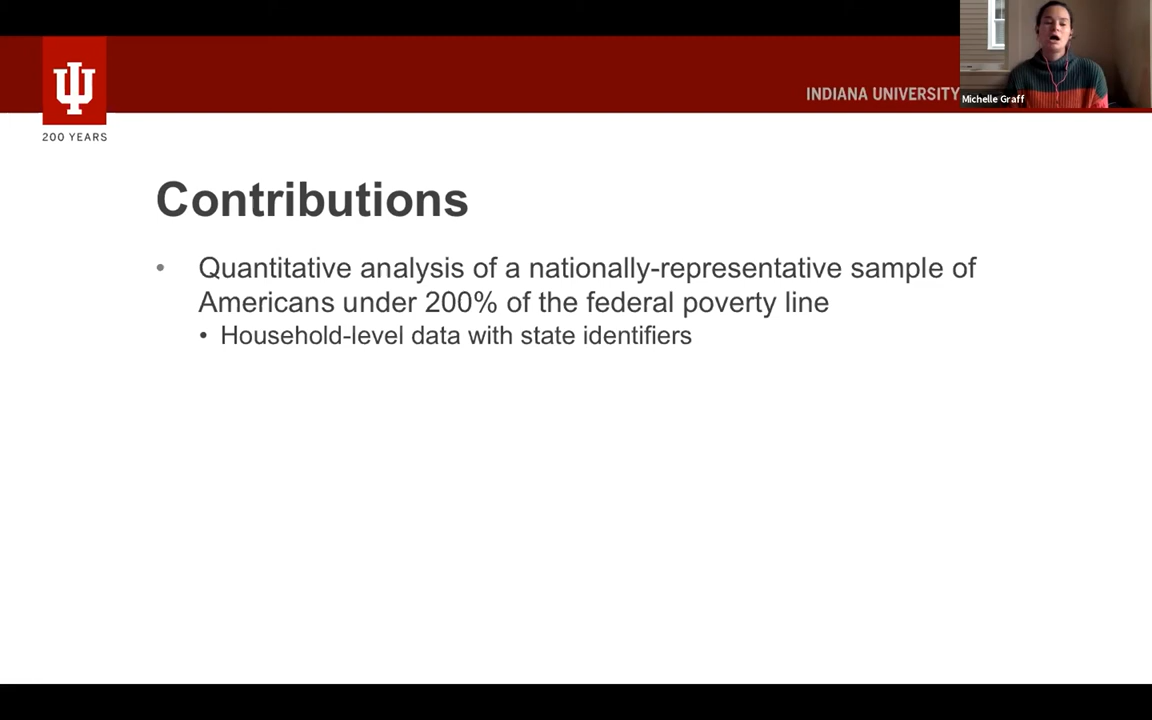 INDIANA UNIVERSITY
Michelle Graff
200 YEARS
Contributions
• Quantitative analysis of a nationally-representative sample of
Americans under 200% of the federal poverty line
• Household-level data with state identifiers